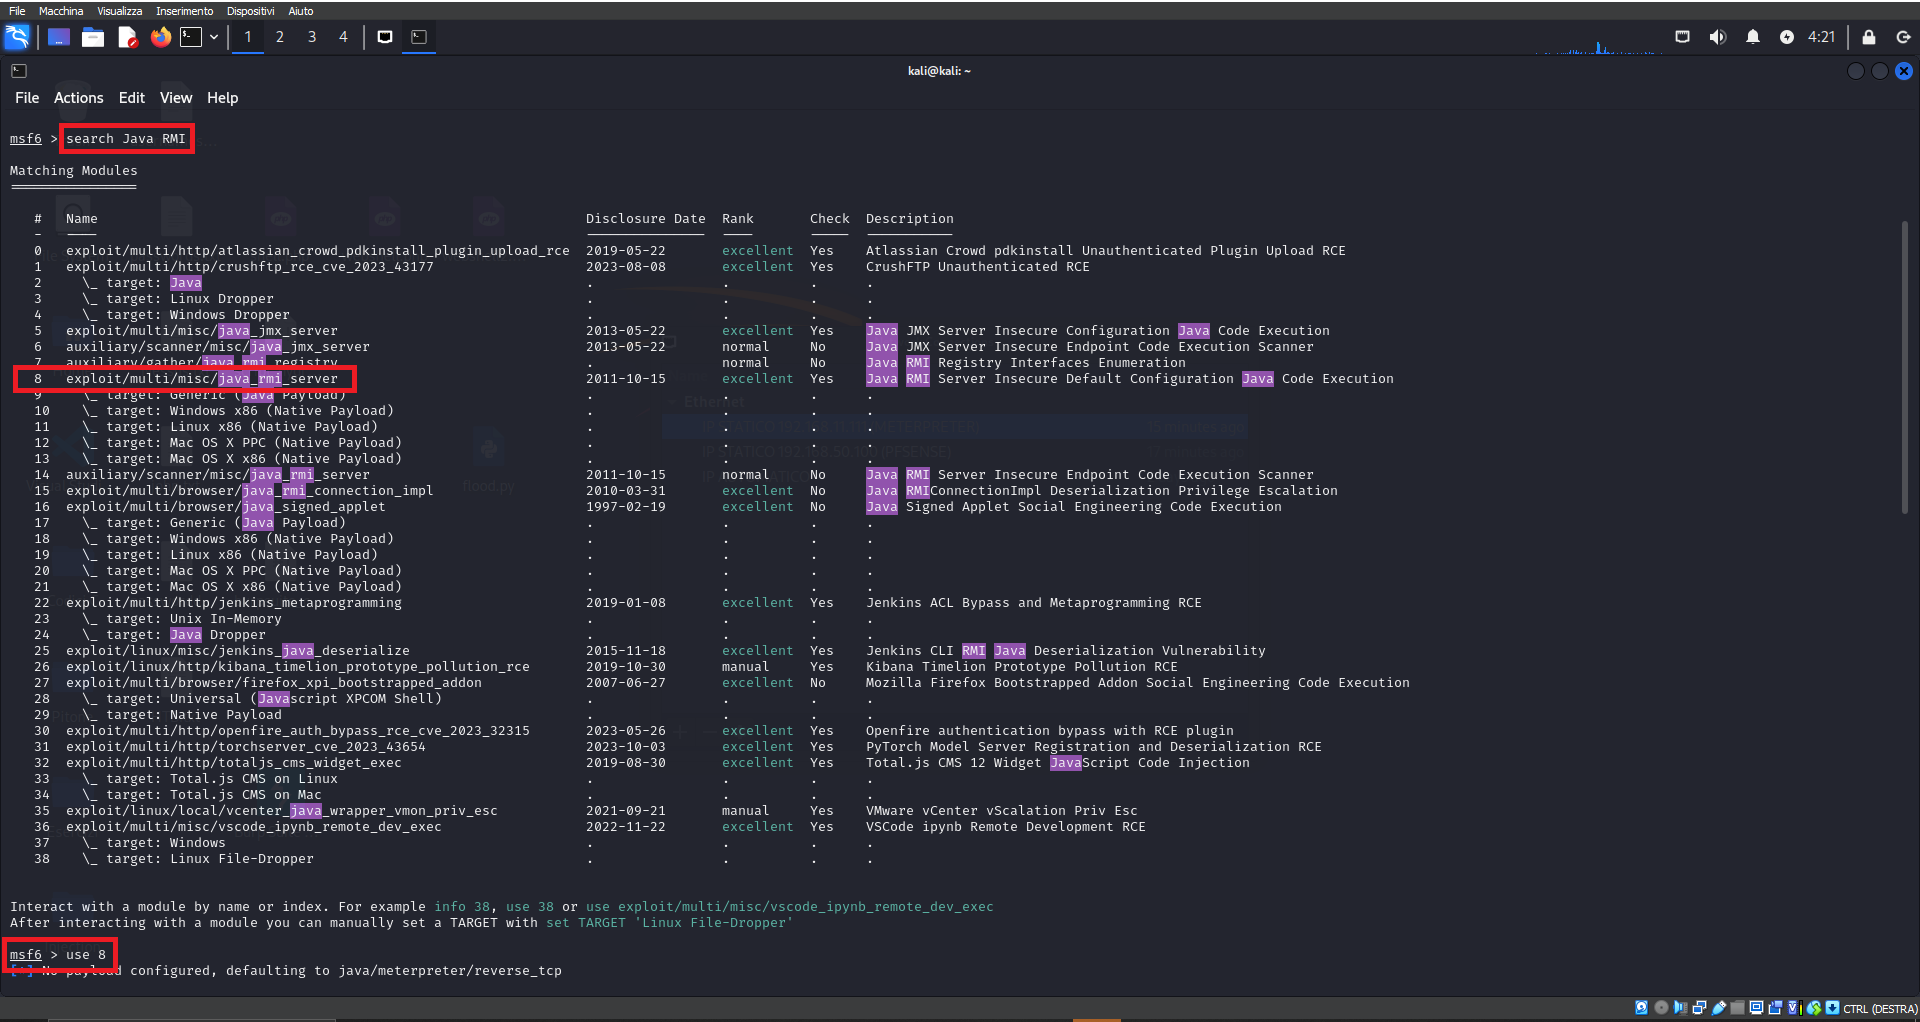 File Macchina Visualizza Inserimento Dispositivi Aiuto
1 2 3 4 4:21
kali@kali: ~
File Actions Edit View Help
msf6 > search Java RMI
Matching Modules
================
# Name Disclosure Date Rank Check Description
- ---- --------------- ---- ----- -----------
0 exploit/multi/http/atlassian_crowd_pdkinstall_plugin_upload_rce 2019-05-22 excellent Yes Atlassian Crowd pdkinstall Unauthenticated Plugin Upload RCE
1 exploit/multi/http/crushftp_rce_cve_2023_43177 2023-08-08 excellent Yes CrushFTP Unauthenticated RCE
2 \_ target: Java . . . .
3 \_ target: Linux Dropper . . . .
4 \_ target: Windows Dropper . . . .
5 exploit/multi/misc/java_jmx_server 2013-05-22 excellent Yes Java JMX Server Insecure Configuration Java Code Execution
6 auxiliary/scanner/misc/java_jmx_server 2013-05-22 normal No Java JMX Server Insecure Endpoint Code Execution Scanner
7 auxiliary/gather/java_rmi_registry . normal No Java RMI Registry Interfaces Enumeration
8 exploit/multi/misc/java_rmi_server 2011-10-15 excellent Yes Java RMI Server Insecure Default Configuration Java Code Execution
9 \_ target: Generic (Java Payload) . . . .
10 \_ target: Windows x86 (Native Payload) . . . .
11 \_ target: Linux x86 (Native Payload) . . . .
12 \_ target: Mac OS X PPC (Native Payload) . . . .
13 \_ target: Mac OS X x86 (Native Payload) . . . .
14 auxiliary/scanner/misc/java_rmi_server 2011-10-15 normal No Java RMI Server Insecure Endpoint Code Execution Scanner
15 exploit/multi/browser/java_rmi_connection_impl 2010-03-31 excellent No Java RMIConnectionImpl Deserialization Privilege Escalation
16 exploit/multi/browser/java_signed_applet 1997-02-19 excellent No Java Signed Applet Social Engineering Code Execution
17 \_ target: Generic (Java Payload) . . . .
18 \_ target: Windows x86 (Native Payload) . . . .
19 \_ target: Linux x86 (Native Payload) . . . .
20 \_ target: Mac OS X PPC (Native Payload) . . . .
21 \_ target: Mac OS X x86 (Native Payload) . . . .
22 exploit/multi/http/jenkins_metaprogramming 2019-01-08 excellent Yes Jenkins ACL Bypass and Metaprogramming RCE
23 \_ target: Unix In-Memory . . . .
24 \_ target: Java Dropper . . . .
25 exploit/linux/misc/jenkins_java_deserialize 2015-11-18 excellent Yes Jenkins CLI RMI Java Deserialization Vulnerability
26 exploit/linux/http/kibana_timelion_prototype_pollution_rce 2019-10-30 manual Yes Kibana Timelion Prototype Pollution RCE
27 exploit/multi/browser/firefox_xpi_bootstrapped_addon 2007-06-27 excellent No Mozilla Firefox Bootstrapped Addon Social Engineering Code Execution
28 \_ target: Universal (Javascript XPCOM Shell) . . . .
29 \_ target: Native Payload . . . .
30 exploit/multi/http/openfire_auth_bypass_rce_cve_2023_32315 2023-05-26 excellent Yes Openfire authentication bypass with RCE plugin
31 exploit/multi/http/torchserver_cve_2023_43654 2023-10-03 excellent Yes PyTorch Model Server Registration and Deserialization RCE
32 exploit/multi/http/totaljs_cms_widget_exec 2019-08-30 excellent Yes Total.js CMS 12 Widget JavaScript Code Injection
33 \_ target: Total.js CMS on Linux . . . .
34 \_ target: Total.js CMS on Mac . . . .
35 exploit/linux/local/vcenter_java_wrapper_vmon_priv_esc 2021-09-21 manual Yes VMware vCenter vScalation Priv Esc
36 exploit/multi/misc/vscode_ipynb_remote_dev_exec 2022-11-22 excellent Yes VSCode ipynb Remote Development RCE
37 \_ target: Windows . . . .
38 \_ target: Linux File-Dropper . . . .
Interact with a module by name or index. For example info 38, use 38 or use exploit/multi/misc/vscode_ipynb_remote_dev_exec
After interacting with a module you can manually set a TARGET with set TARGET 'Linux File-Dropper'
msf6 > use 8
[*] No payload configured, defaulting to java/meterpreter/reverse_tcp
CTRL (DESTRA)